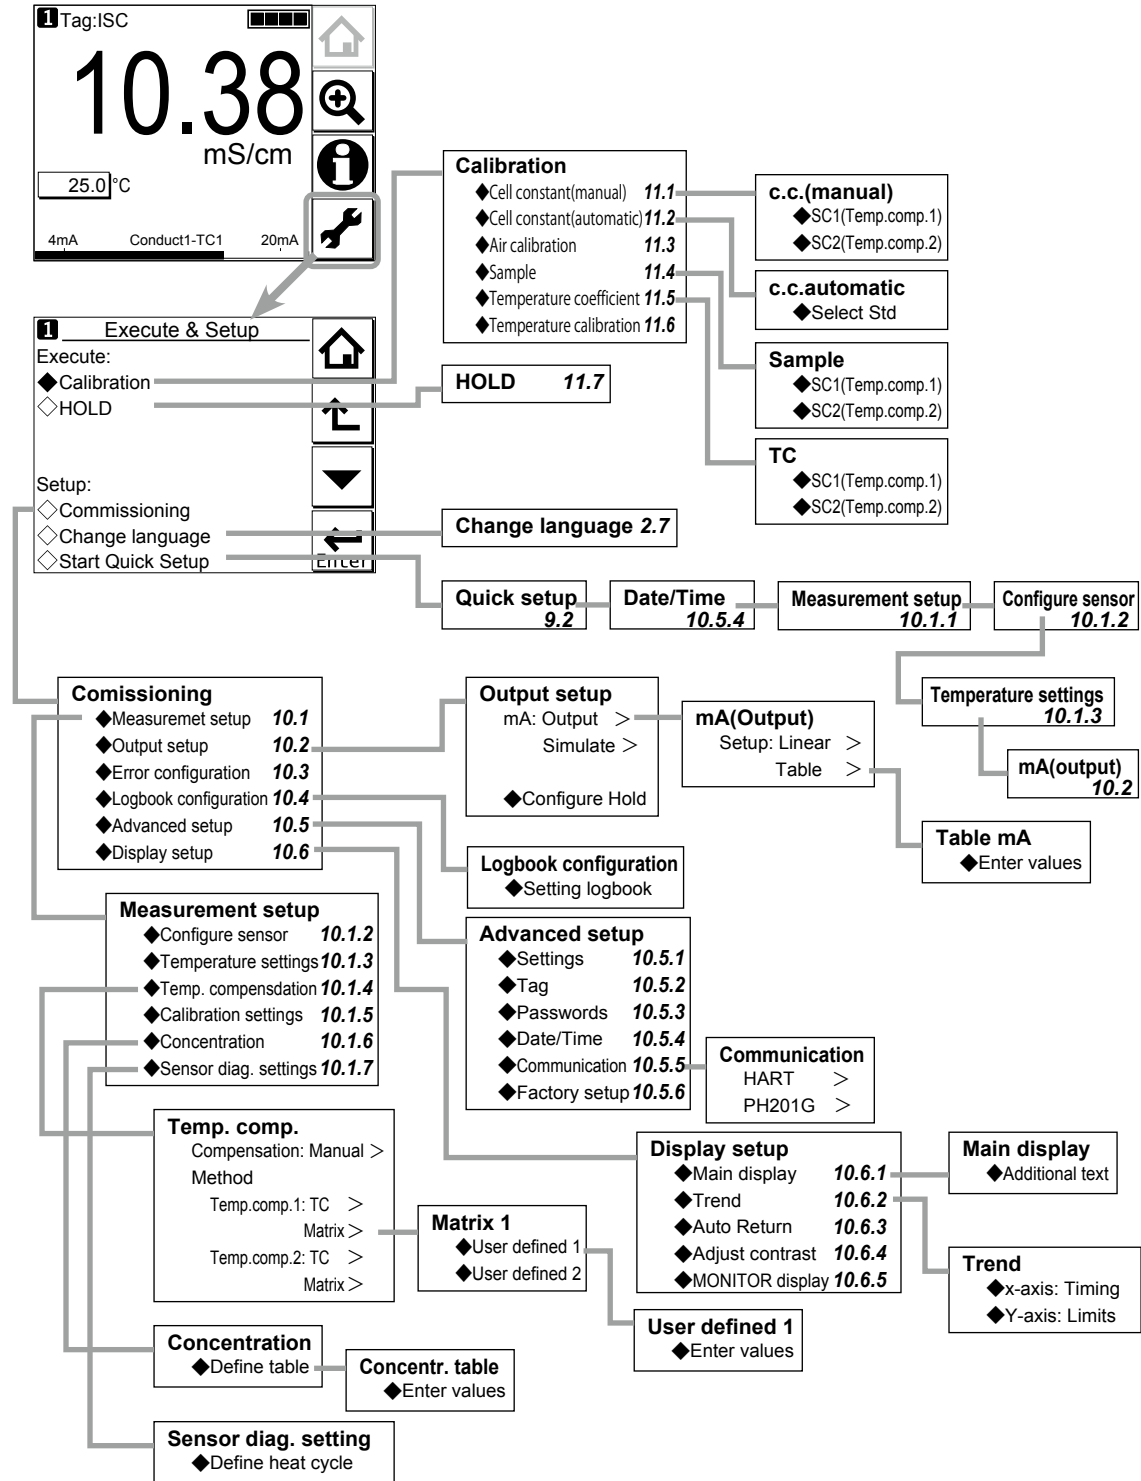 1 Tag:ISC
10.38
mS/cm
25.0 °C
4mA Conduct1-TC1 20mA
1 Execute & Setup
Execute:
◆Calibration
◇HOLD
Setup:
◇Commissioning
◇Change language
◇Start Quick Setup
Enter
Calibration
◆Cell constant(manual) 11.1
◆Cell constant(automatic) 11.2
◆Air calibration 11.3
◆Sample 11.4
◆Temperature coefficient 11.5
◆Temperature calibration 11.6
c.c.(manual)
◆SC1(Temp.comp.1)
◆SC2(Temp.comp.2)
c.c.automatic
◆Select Std
Sample
◆SC1(Temp.comp.1)
◆SC2(Temp.comp.2)
TC
◆SC1(Temp.comp.1)
◆SC2(Temp.comp.2)
HOLD 11.7
Change language 2.7
Quick setup
9.2
Date/Time
10.5.4
Measurement setup
10.1.1
Configure sensor
10.1.2
Temperature settings
10.1.3
mA(output)
10.2
Comissioning
◆Measuremet setup 10.1
◆Output setup 10.2
◆Error configuration 10.3
◆Logbook configuration 10.4
◆Advanced setup 10.5
◆Display setup 10.6
Output setup
mA: Output >
Simulate >
◆Configure Hold
mA(Output)
Setup: Linear >
Table >
Table mA
◆Enter values
Logbook configuration
◆Setting logbook
Measurement setup
◆Configure sensor 10.1.2
◆Temperature settings 10.1.3
◆Temp. compensdation 10.1.4
◆Calibration settings 10.1.5
◆Concentration 10.1.6
◆Sensor diag. settings 10.1.7
Advanced setup
◆Settings 10.5.1
◆Tag 10.5.2
◆Passwords 10.5.3
◆Date/Time 10.5.4
◆Communication 10.5.5
◆Factory setup 10.5.6
Communication
HART >
PH201G >
Temp. comp.
Compensation: Manual >
Method
Temp.comp.1: TC >
Matrix >
Temp.comp.2: TC >
Matrix >
Matrix 1
◆User defined 1
◆User defined 2
Display setup
◆Main display 10.6.1
◆Trend 10.6.2
◆Auto Return 10.6.3
◆Adjust contrast 10.6.4
◆MONITOR display 10.6.5
Main display
◆Additional text
Trend
◆x-axis: Timing
◆Y-axis: Limits
User defined 1
◆Enter values
Concentration
◆Define table
Concentr. table
◆Enter values
Sensor diag. setting
◆Define heat cycle